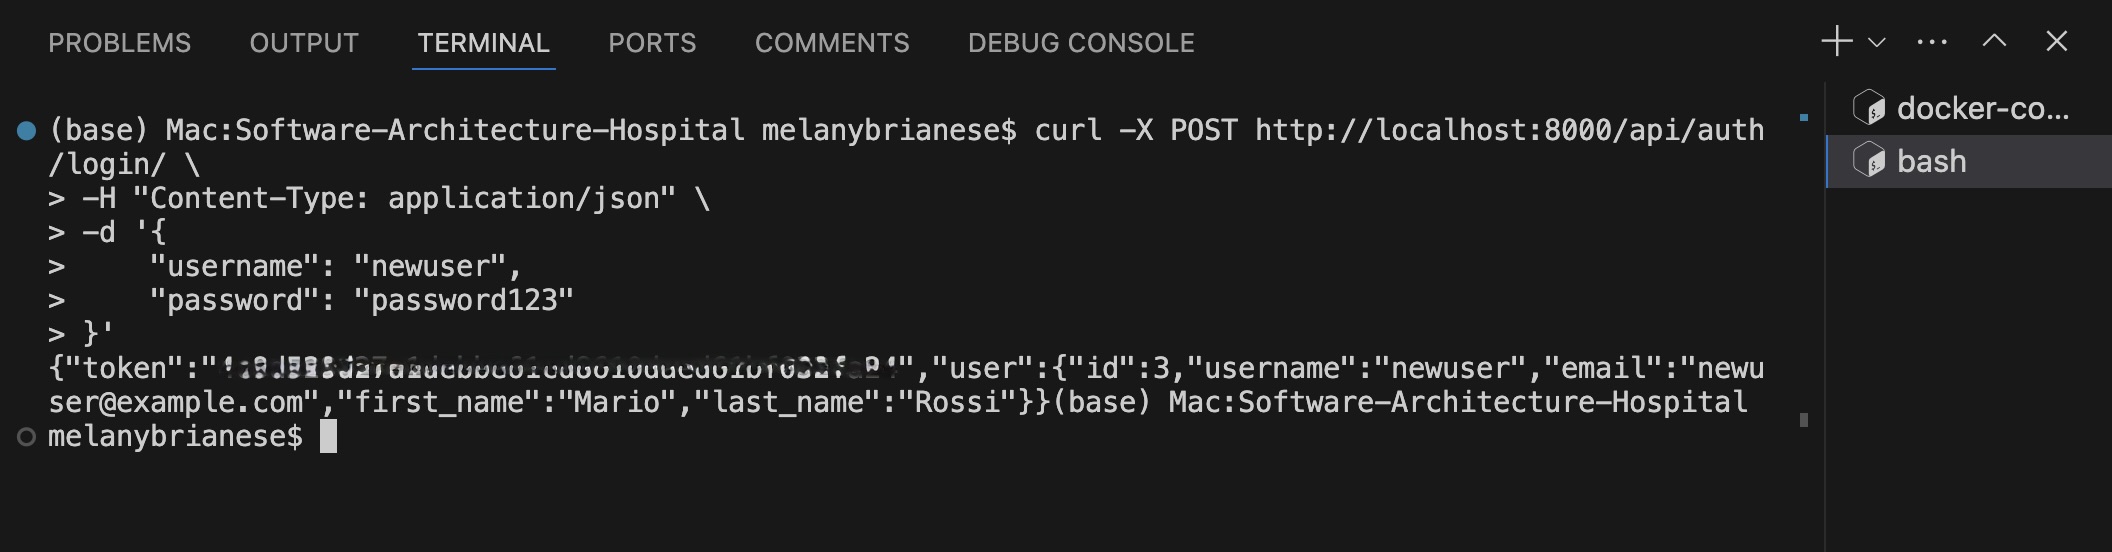 PROBLEMS OUTPUT TERMINAL PORTS COMMENTS DEBUG CONSOLE
(base) Mac:Software-Architecture-Hospital melanybrianese$ curl -X POST http://localhost:8000/api/auth
/login/ \
> -H "Content-Type: application/json" \
> -d '{
>     "username": "newuser",
>     "password": "password123"
> }'
{"token":" ","user":{"id":3,"username":"newuser","email":"newu
ser@example.com","first_name":"Mario","last_name":"Rossi"}}(base) Mac:Software-Architecture-Hospital
melanybrianese$
docker-co...
bash